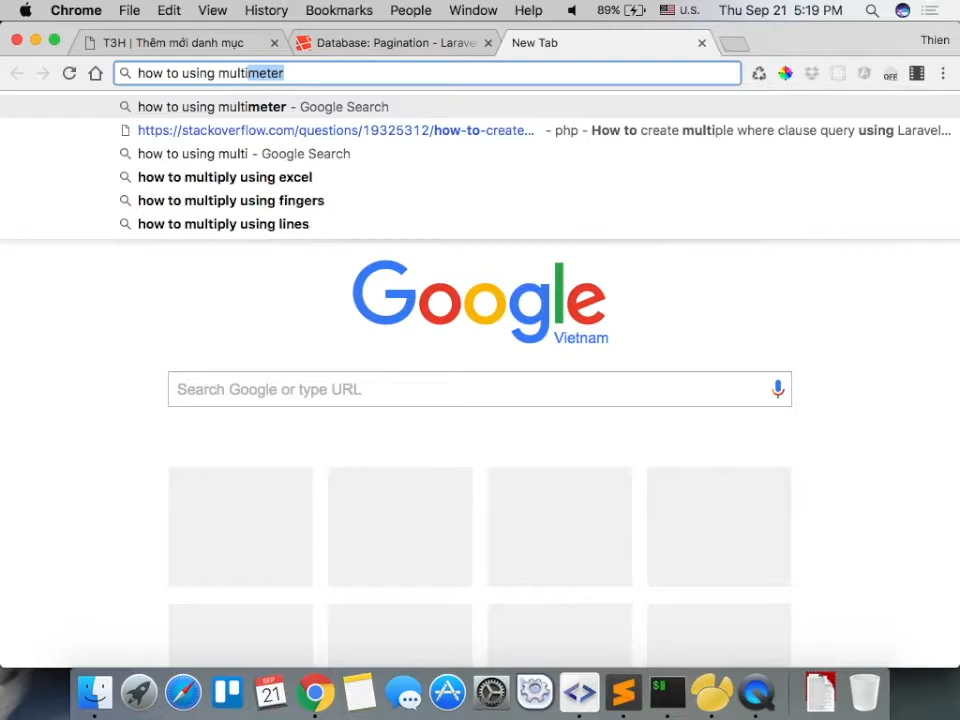 Chrome File Edit View History Bookmarks People Window Help 89% U.S. Thu Sep 21 5:19 PM
T3H | Thêm mới danh mục
Database: Pagination - Larave
New Tab
Thien
how to using multimeter
OFF
how to using multimeter - Google Search
https://stackoverflow.com/questions/19325312/how-to-create... - php - How to create multiple where clause query using Laravel...
how to using multi - Google Search
how to multiply using excel
how to multiply using fingers
how to multiply using lines
Google
Vietnam
Search Google or type URL
SEP
21
$